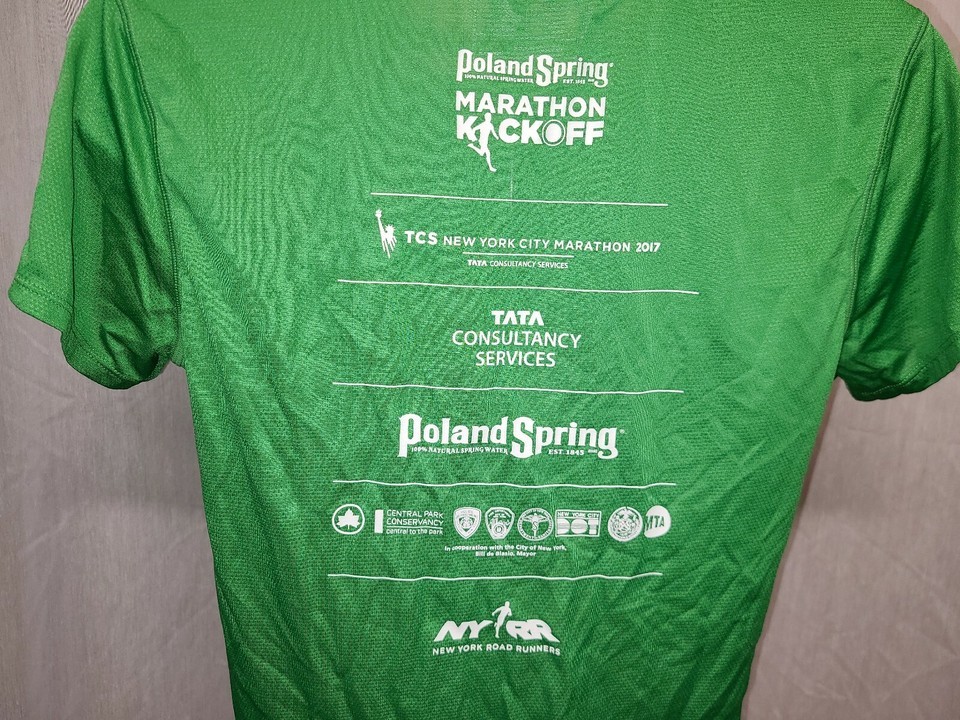 Poland Spring®
100% NATURAL SPRING WATER EST. 1845
MARATHON
KICKOFF
TCS NEW YORK CITY MARATHON 2017
TATA CONSULTANCY SERVICES
TATA
CONSULTANCY
SERVICES
Poland Spring®
100% NATURAL SPRING WATER EST. 1845
CENTRAL PARK
CONSERVANCY
central to the park
NEW YORK CITY
DOT
MTA
In cooperation with the City of New York,
Bill de Blasio, Mayor
NYRR
NEW YORK ROAD RUNNERS